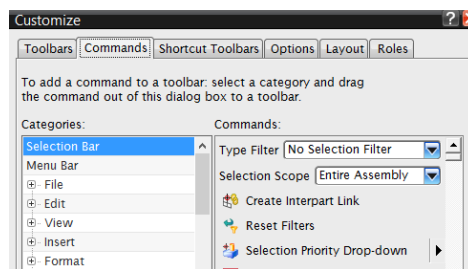 Customize
Toolbars Commands Shortcut Toolbars Options Layout Roles
To add a command to a toolbar: select a category and drag
the command out of this dialog box to a toolbar.
Categories: Commands:
Selection Bar
Type Filter No Selection Filter
Menu Bar
Selection Scope Entire Assembly
File
Edit
Create Interpart Link
View
Reset Filters
Insert
Selection Priority Drop-down
Format